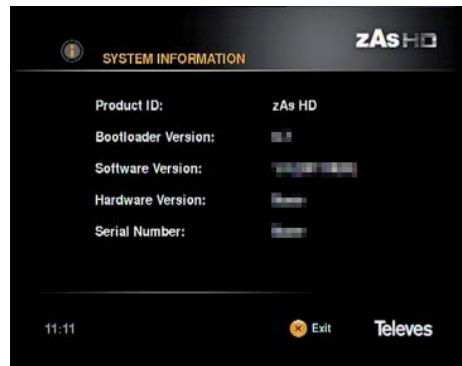 zAs HD
SYSTEM INFORMATION
Product ID: zAs HD
Bootloader Version:
Software Version:
Hardware Version:
Serial Number:
11:11
Exit
Televes